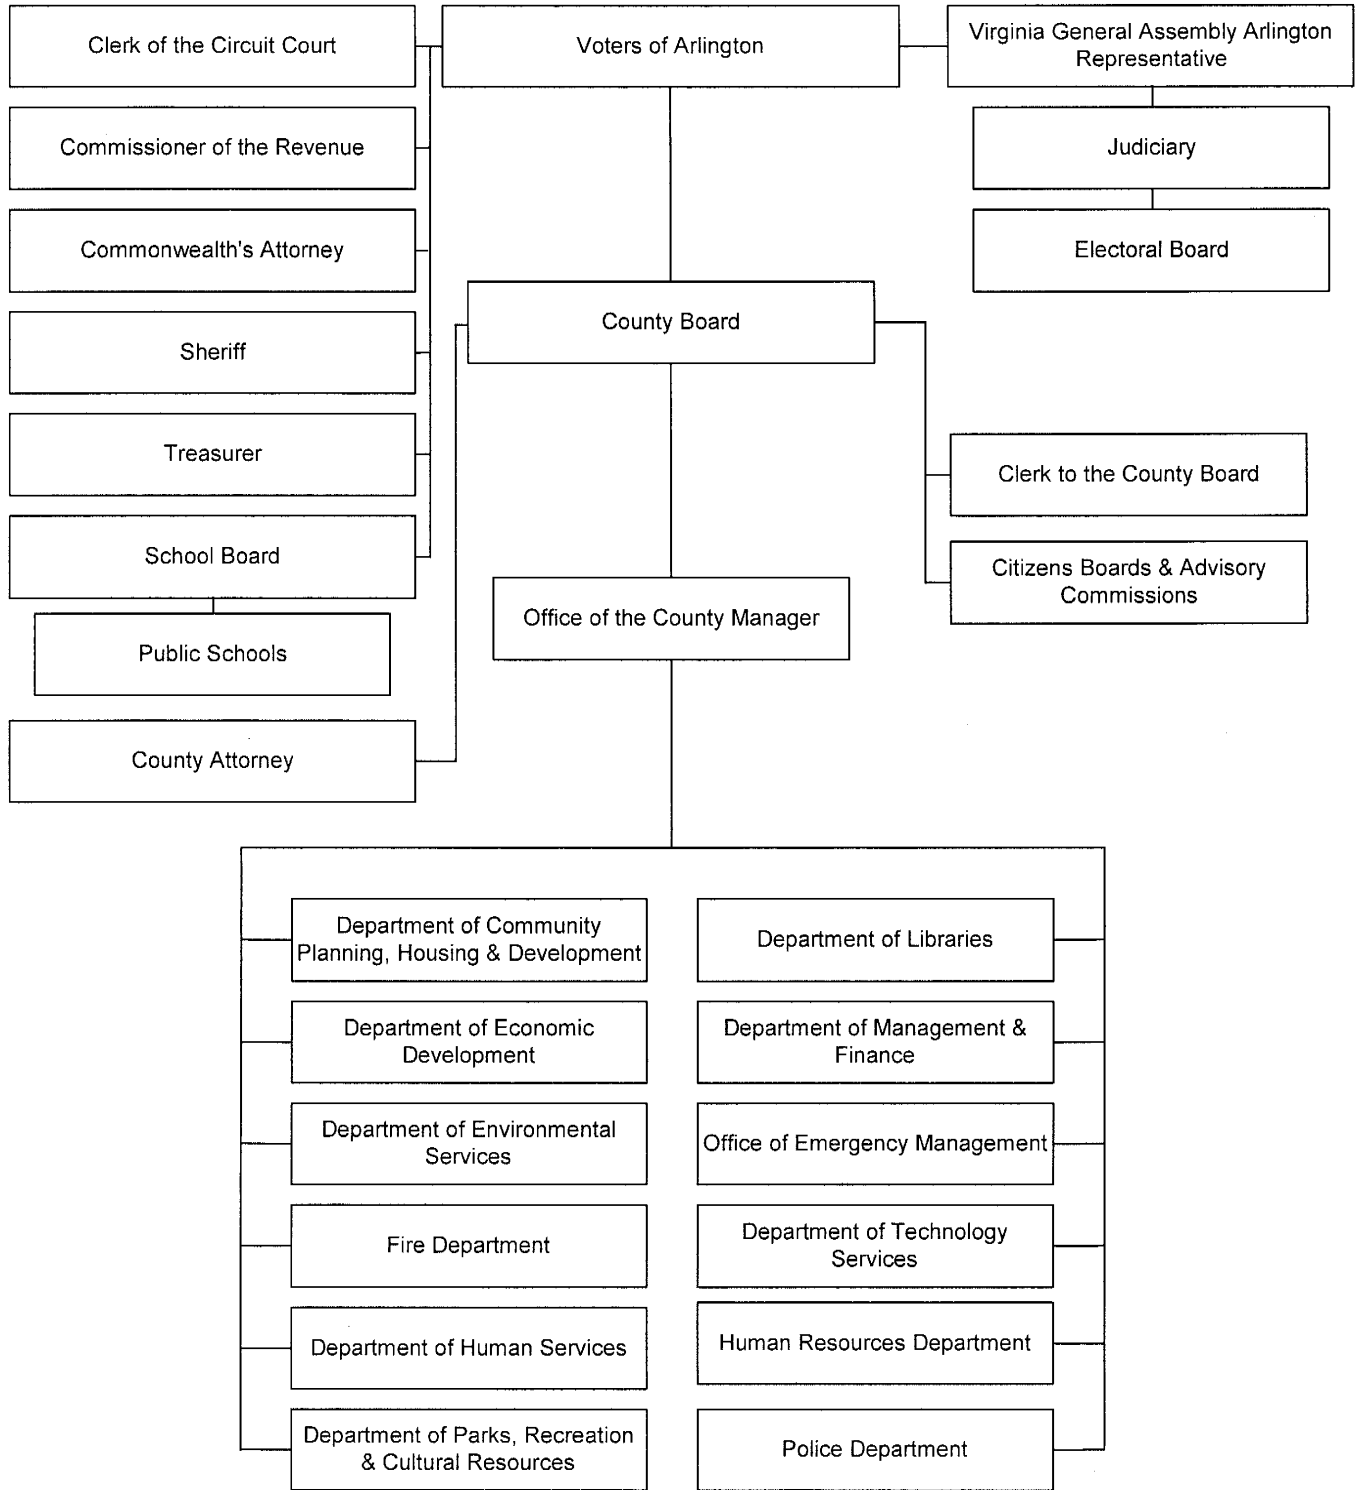 Clerk of the Circuit Court
Voters of Arlington
Virginia General Assembly Arlington
Representative
Commissioner of the Revenue
Judiciary
Commonwealth's Attorney
Electoral Board
County Board
Sheriff
Treasurer
Clerk to the County Board
School Board
Citizens Boards & Advisory
Commissions
Office of the County Manager
Public Schools
County Attorney
Department of Community
Planning, Housing & Development
Department of Libraries
Department of Economic
Development
Department of Management &
Finance
Department of Environmental
Services
Office of Emergency Management
Fire Department
Department of Technology
Services
Department of Human Services
Human Resources Department
Department of Parks, Recreation
& Cultural Resources
Police Department